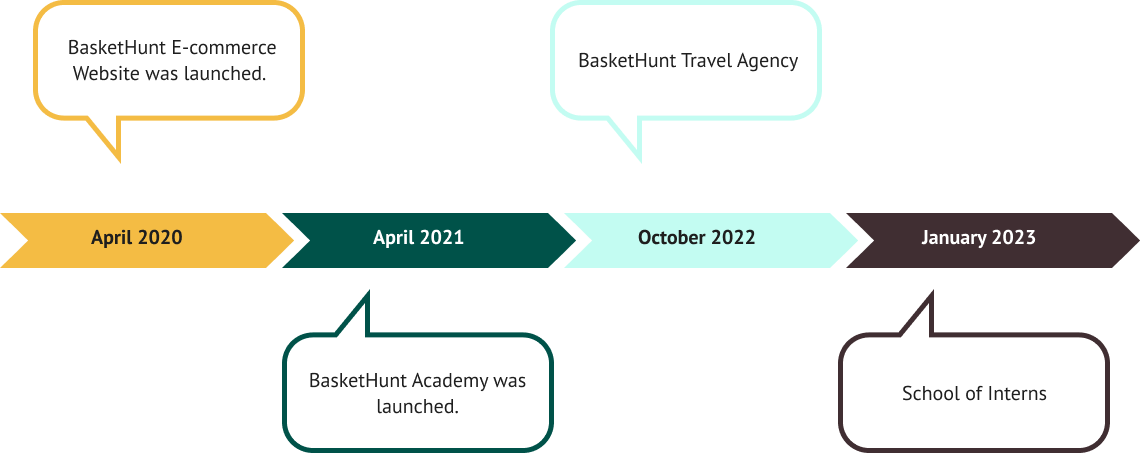 BasketHunt E-commerce
Website was launched.
BasketHunt Travel Agency
April 2020
April 2021
October 2022
January 2023
BasketHunt Academy was
launched.
School of Interns